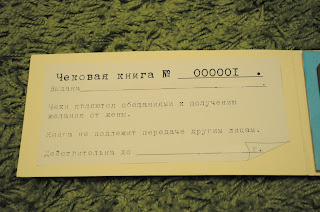 Чековая книга № 000001 .
Выдана
Чеки являются обещаниями к получению
желания от жены.
Книга не подлежит передаче другим лицам.
Действительна до г.